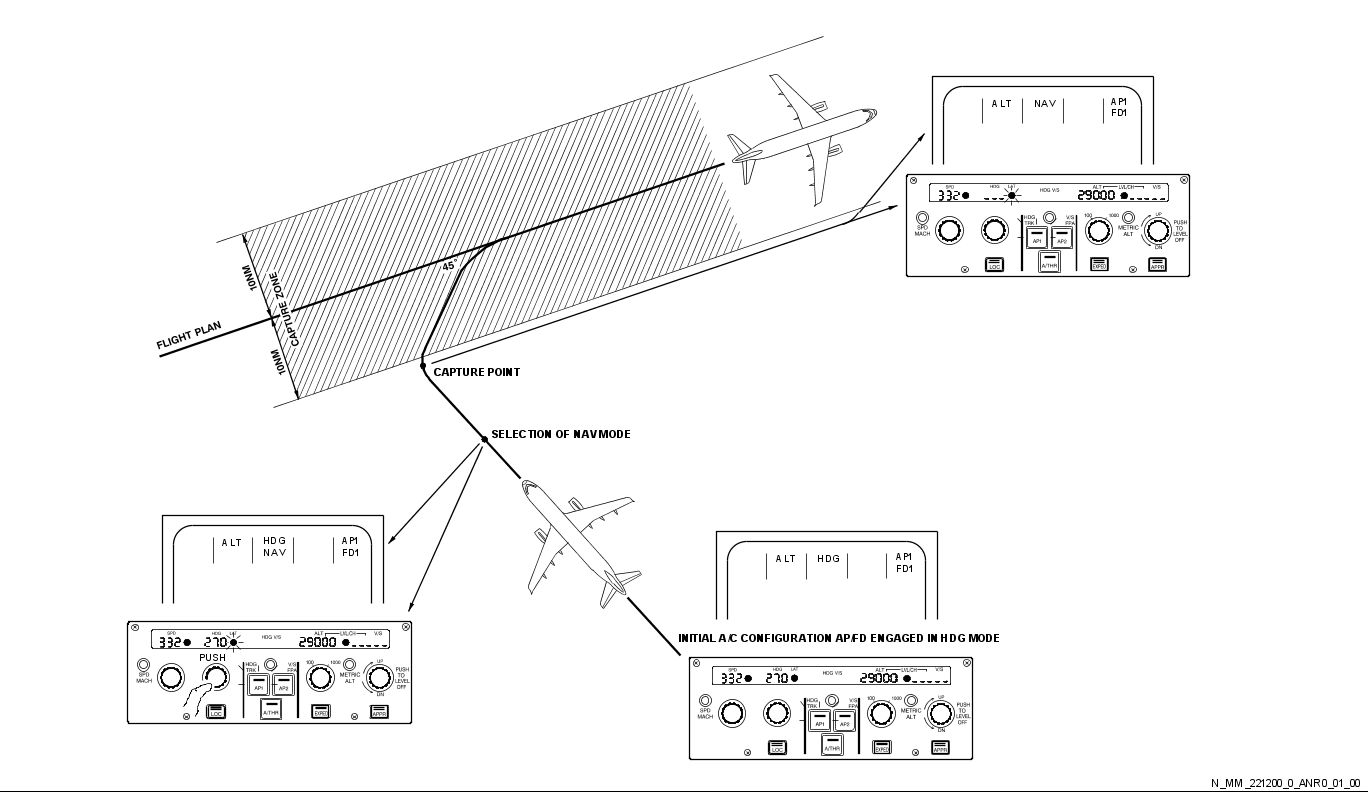 ALT NAV AP1
FD1
SPD HDG LAT HDG V/S ALT LVL/CH V/S
332 --- 29000 -----
SPD
MACH
HDG
TRK
V/S
FPA
100 1000
METRIC
ALT
UP
DN
PUSH
TO
LEVEL
OFF
AP1 AP2
A/THR
LOC
EXPED
APPR
10NM
CAPTURE ZONE
10NM
FLIGHT PLAN
45°
CAPTURE POINT
SELECTION OF NAV MODE
ALT HDG AP1
NAV FD1
SPD HDG LAT HDG V/S ALT LVL/CH V/S
332 270 29000 -----
PUSH
SPD
MACH
HDG
TRK
V/S
FPA
100 1000
METRIC
ALT
UP
DN
PUSH
TO
LEVEL
OFF
AP1 AP2
A/THR
LOC
EXPED
APPR
ALT HDG AP1
FD1
INITIAL A/C CONFIGURATION AP/FD ENGAGED IN HDG MODE
SPD HDG LAT HDG V/S ALT LVL/CH V/S
332 270 29000 -----
SPD
MACH
HDG
TRK
V/S
FPA
100 1000
METRIC
ALT
UP
DN
PUSH
TO
LEVEL
OFF
AP1 AP2
A/THR
LOC
EXPED
APPR
N_MM_221200_0_ANR0_01_00